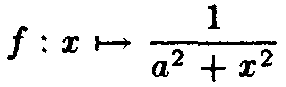 f : x ↦ 1 / (a² + x²)